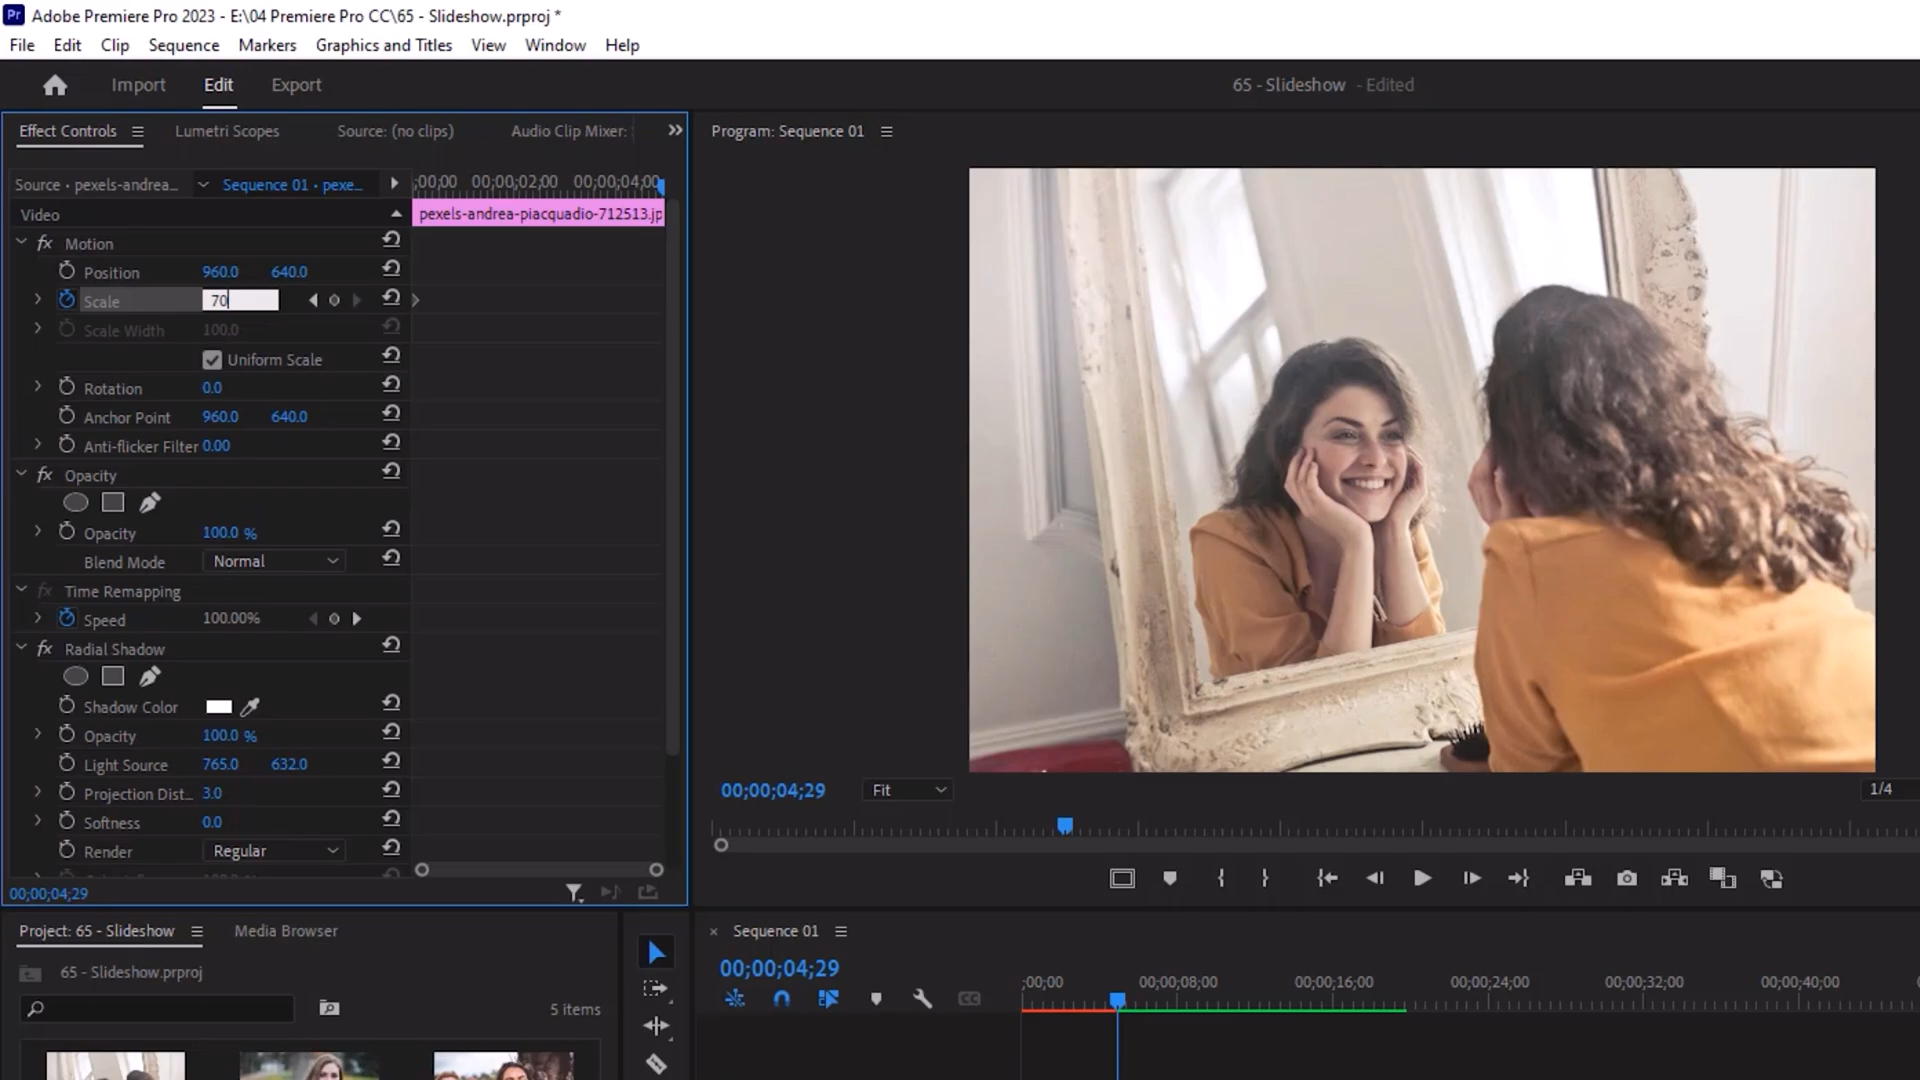 Pr Adobe Premiere Pro 2023 - E:\04 Premiere Pro CC\65 - Slideshow.prproj *
File Edit Clip Sequence Markers Graphics and Titles View Window Help
Import Edit Export
65 - Slideshow - Edited
Effect Controls Lumetri Scopes Source: (no clips) Audio Clip Mixer:
Program: Sequence 01
Source • pexels-andrea... Sequence 01 • pexe...
;00;00 00;00;02;00 00;00;04;00
Video
pexels-andrea-piacquadio-712513.jp
fx Motion
Position 960.0 640.0
Scale 70
Scale Width 100.0
Uniform Scale
Rotation 0.0
Anchor Point 960.0 640.0
Anti-flicker Filter 0.00
fx Opacity
Opacity 100.0 %
Blend Mode Normal
fx Time Remapping
Speed 100.00%
fx Radial Shadow
Shadow Color
Opacity 100.0 %
Light Source 765.0 632.0
Projection Dist... 3.0
Softness 0.0
Render Regular
00;00;04;29
00;00;04;29 Fit 1/4
Project: 65 - Slideshow Media Browser
65 - Slideshow.prproj
5 items
× Sequence 01
00;00;04;29
;00;00 00;00;08;00 00;00;16;00 00;00;24;00 00;00;32;00 00;00;40;00
CC